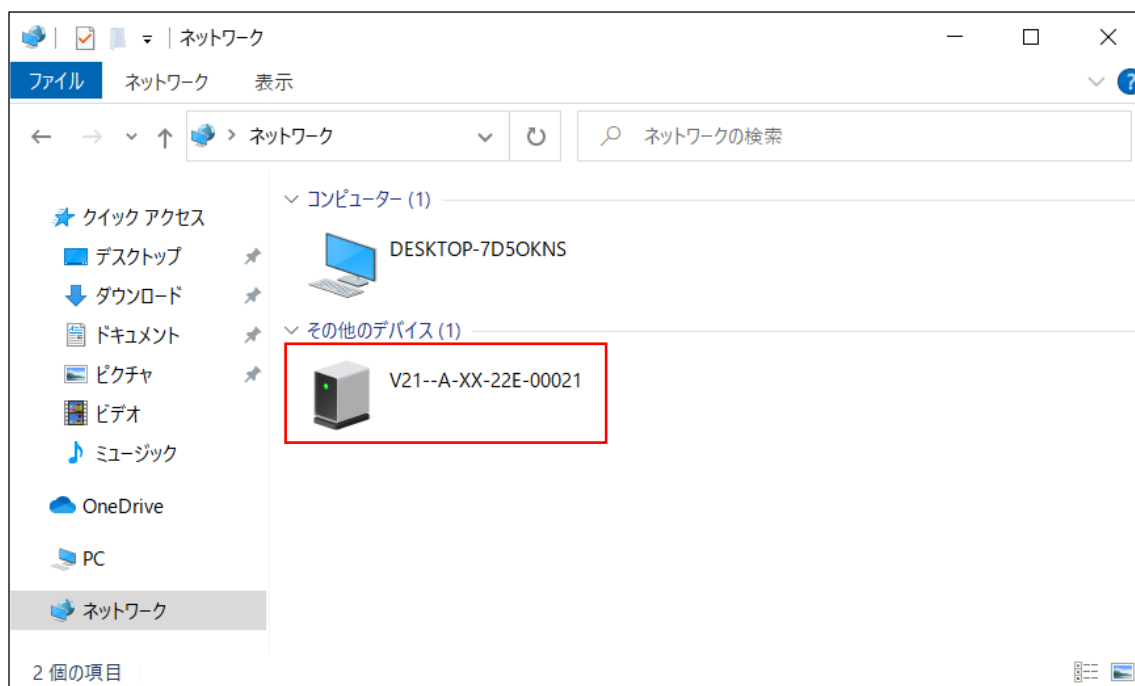 ネットワーク
ファイル ネットワーク 表示
ネットワーク ネットワークの検索
クイック アクセス
デスクトップ
ダウンロード
ドキュメント
ピクチャ
ビデオ
ミュージック
OneDrive
PC
ネットワーク
コンピューター (1)
DESKTOP-7D5OKNS
その他のデバイス (1)
V21--A-XX-22E-00021
2 個の項目